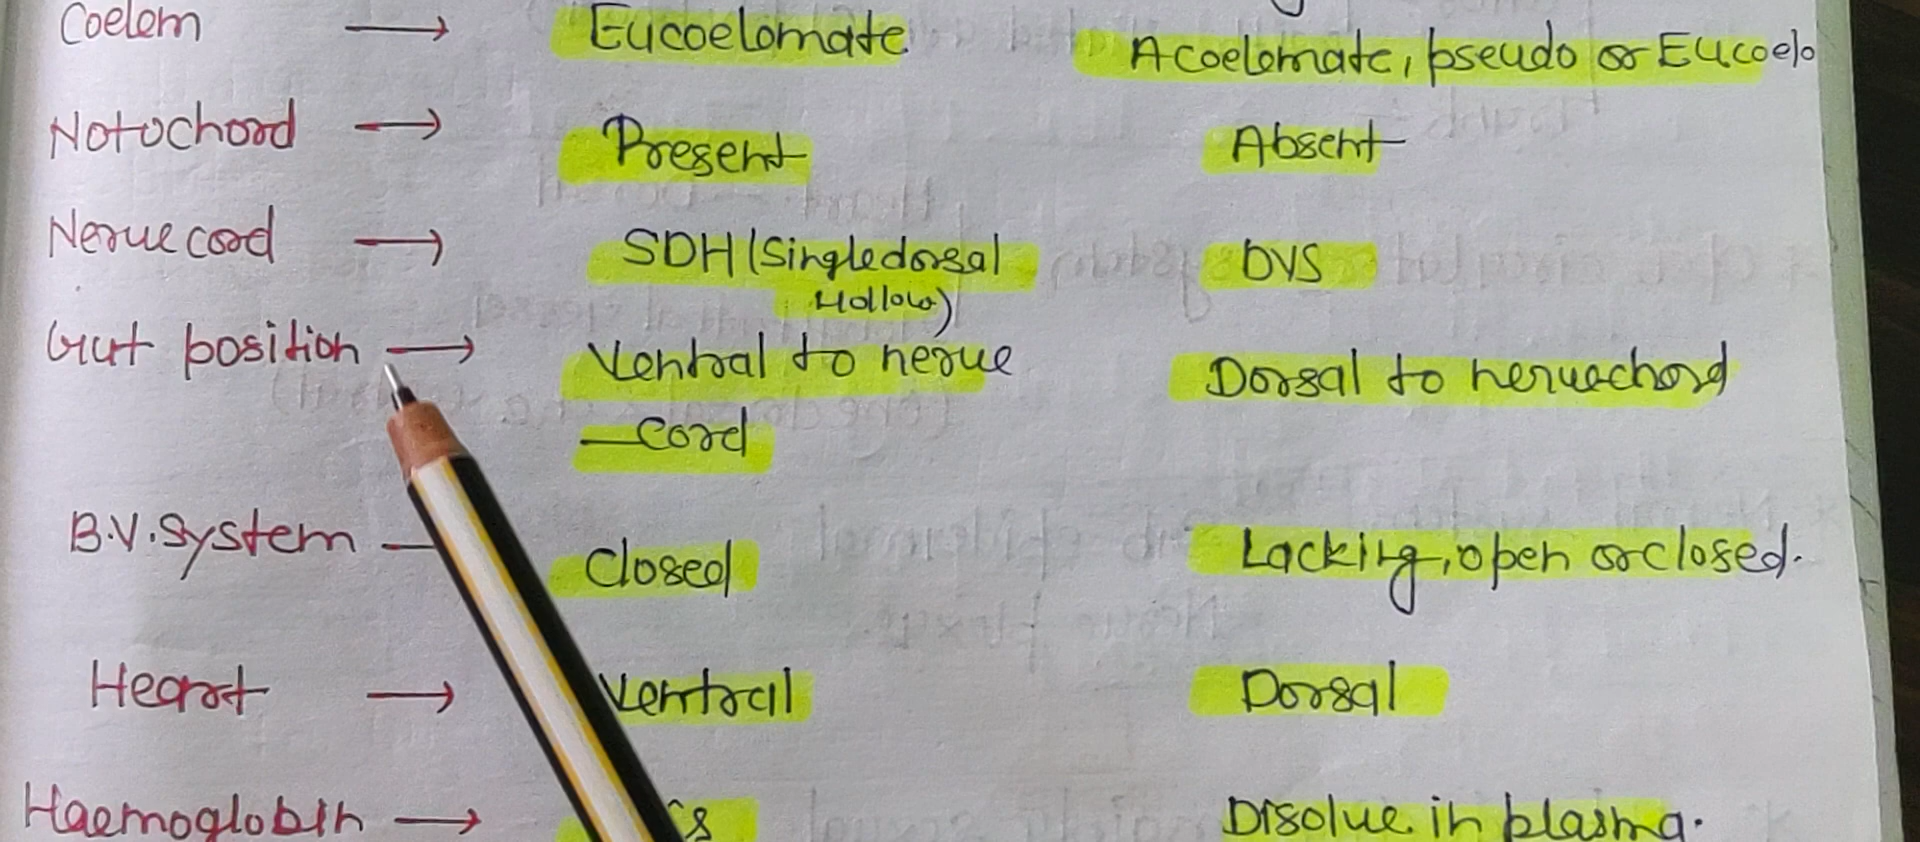 Coelom → Eucoelomate Acoelomate, pseudo or Eucoelo
Notochord → Present Absent
Nerve cord → SDH (Single dorsal DVS
Hollow)
Gut position → Ventral to nerve Dorsal to nervechord
— Cord
B.V. System — Closed Lacking, open or closed.
Heart → Ventral Dorsal
Haemoglobin → Disolve in plasma.